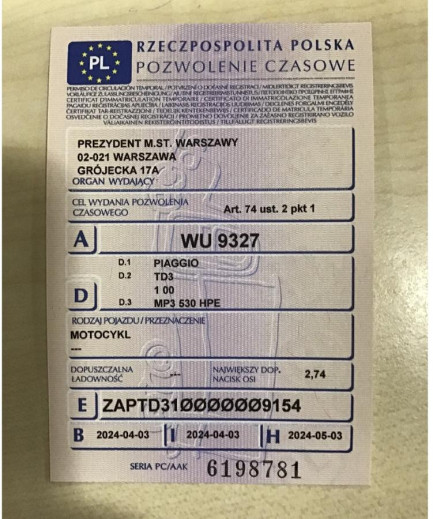 PL
RZECZPOSPOLITA POLSKA
POZWOLENIE CZASOWE
PREZYDENT M.ST. WARSZAWY
02-021 WARSZAWA
GRÓJECKA 17A
ORGAN WYDAJĄCY
CEL WYDANIA POZWOLENIA
CZASOWEGO
Art. 74 ust. 2 pkt 1
A WU 9327
D.1 PIAGGIO
D.2 TD3
1 00
D D.3 MP3 530 HPE
RODZAJ POJAZDU / PRZEZNACZENIE
MOTOCYKL
---
DOPUSZCZALNA
ŁADOWNOŚĆ
-.-
NAJWIĘKSZY DOP.
NACISK OSI
2,74
E ZAPTD31ØØØØØØ9154
B 2024-04-03 I 2024-04-03 H 2024-05-03
SERIA PC/AAK 6198781